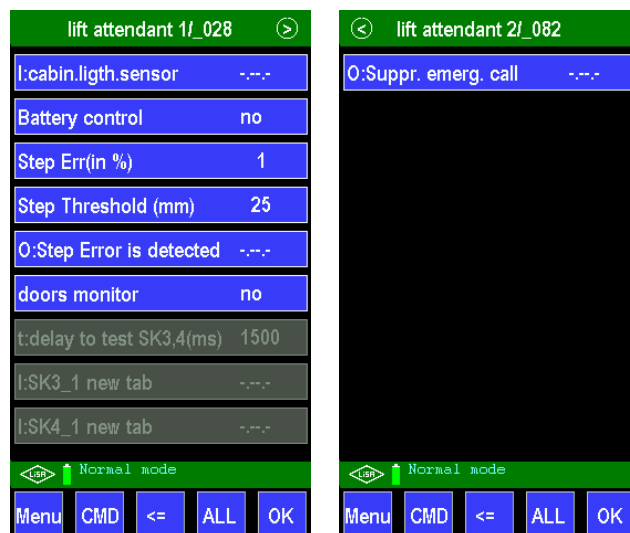 lift attendant 1/_028 >
I:cabin.ligth.sensor -.--.-
Battery control no
Step Err(in %) 1
Step Threshold (mm) 25
O:Step Error is detected -.--.-
doors monitor no
t:delay to test SK3,4(ms) 1500
I:SK3_1 new tab -.--.-
I:SK4_1 new tab -.--.-
LiSA Normal mode
Menu CMD <= ALL OK
< lift attendant 2/_082
O:Suppr. emerg. call -.--.-
LiSA Normal mode
Menu CMD <= ALL OK